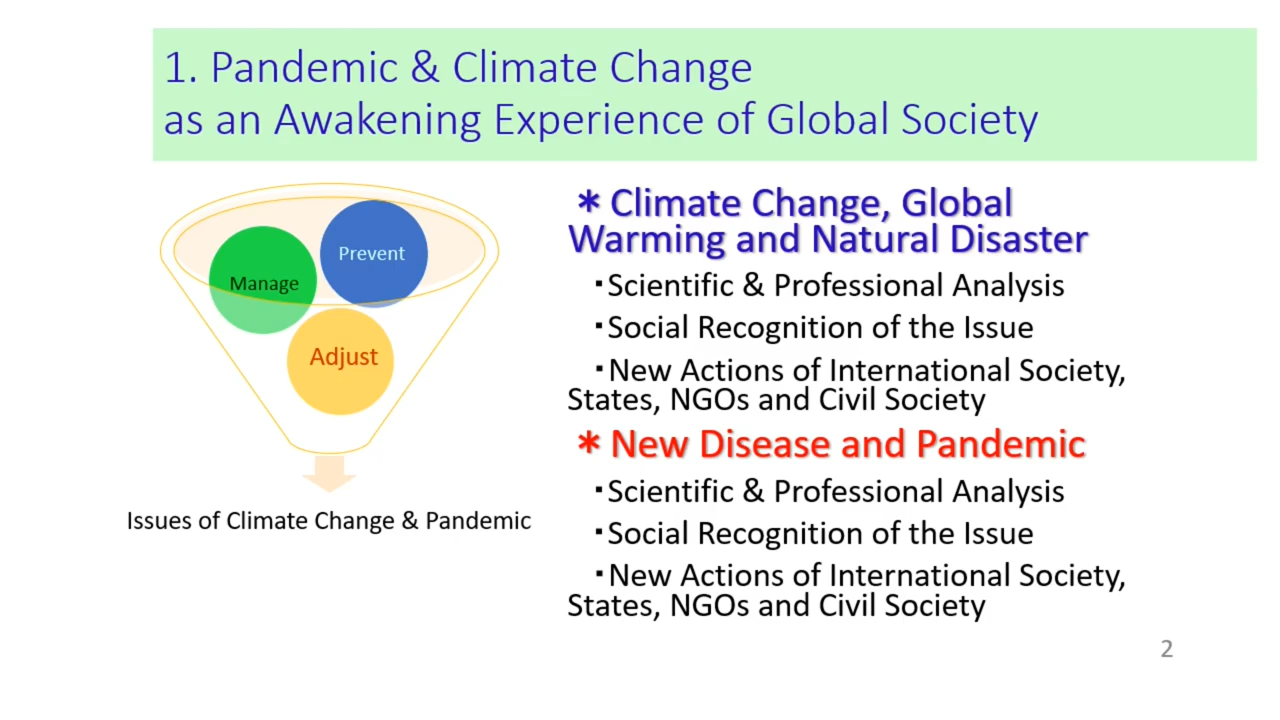 1. Pandemic & Climate Change
as an Awakening Experience of Global Society
Manage
Prevent
Adjust
Issues of Climate Change & Pandemic
＊Climate Change, Global
Warming and Natural Disaster
・Scientific & Professional Analysis
・Social Recognition of the Issue
・New Actions of International Society,
States, NGOs and Civil Society
＊New Disease and Pandemic
・Scientific & Professional Analysis
・Social Recognition of the Issue
・New Actions of International Society,
States, NGOs and Civil Society
2